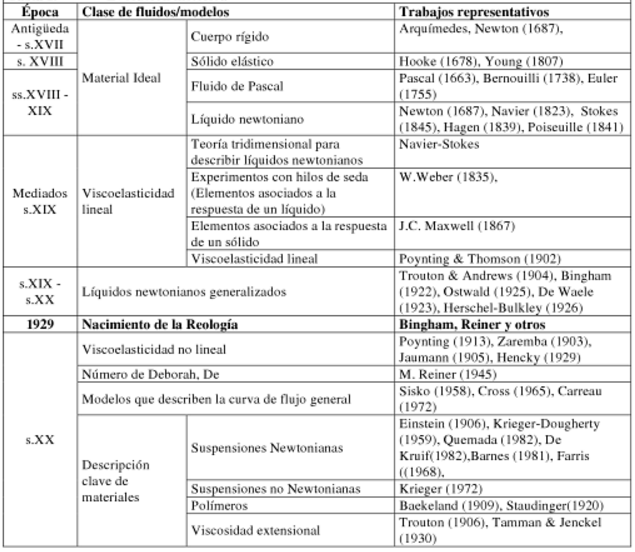 Época Clase de fluidos/modelos Trabajos representativos
Antigüeda
- s.XVII
Material Ideal
Cuerpo rígido
Arquímedes, Newton (1687),
s. XVIII
Sólido elástico
Hooke (1678), Young (1807)
ss.XVIII -
XIX
Fluido de Pascal
Pascal (1663), Bernouilli (1738), Euler
(1755)
Líquido newtoniano
Newton (1687), Navier (1823), Stokes
(1845), Hagen (1839), Poiseuille (1841)
Mediados
s.XIX
Viscoelasticidad
lineal
Teoría tridimensional para
describir líquidos newtonianos
Navier-Stokes
Experimentos con hilos de seda
(Elementos asociados a la
respuesta de un líquido)
W.Weber (1835),
Elementos asociados a la respuesta
de un sólido
J.C. Maxwell (1867)
Viscoelasticidad lineal
Poynting & Thomson (1902)
s.XIX -
s.XX
Líquidos newtonianos generalizados
Trouton & Andrews (1904), Bingham
(1922), Ostwald (1925), De Waele
(1923), Herschel-Bulkley (1926)
1929 Nacimiento de la Reología Bingham, Reiner y otros
s.XX
Viscoelasticidad no lineal
Poynting (1913), Zaremba (1903),
Jaumann (1905), Hencky (1929)
Número de Deborah, De
M. Reiner (1945)
Modelos que describen la curva de flujo general
Sisko (1958), Cross (1965), Carreau
(1972)
Descripción
clave de
materiales
Suspensiones Newtonianas
Einstein (1906), Krieger-Dougherty
(1959), Quemada (1982), De
Kruif(1982),Barnes (1981), Farris
((1968),
Suspensiones no Newtonianas
Krieger (1972)
Polímeros
Baekeland (1909), Staudinger(1920)
Viscosidad extensional
Trouton (1906), Tamman & Jenckel
(1930)